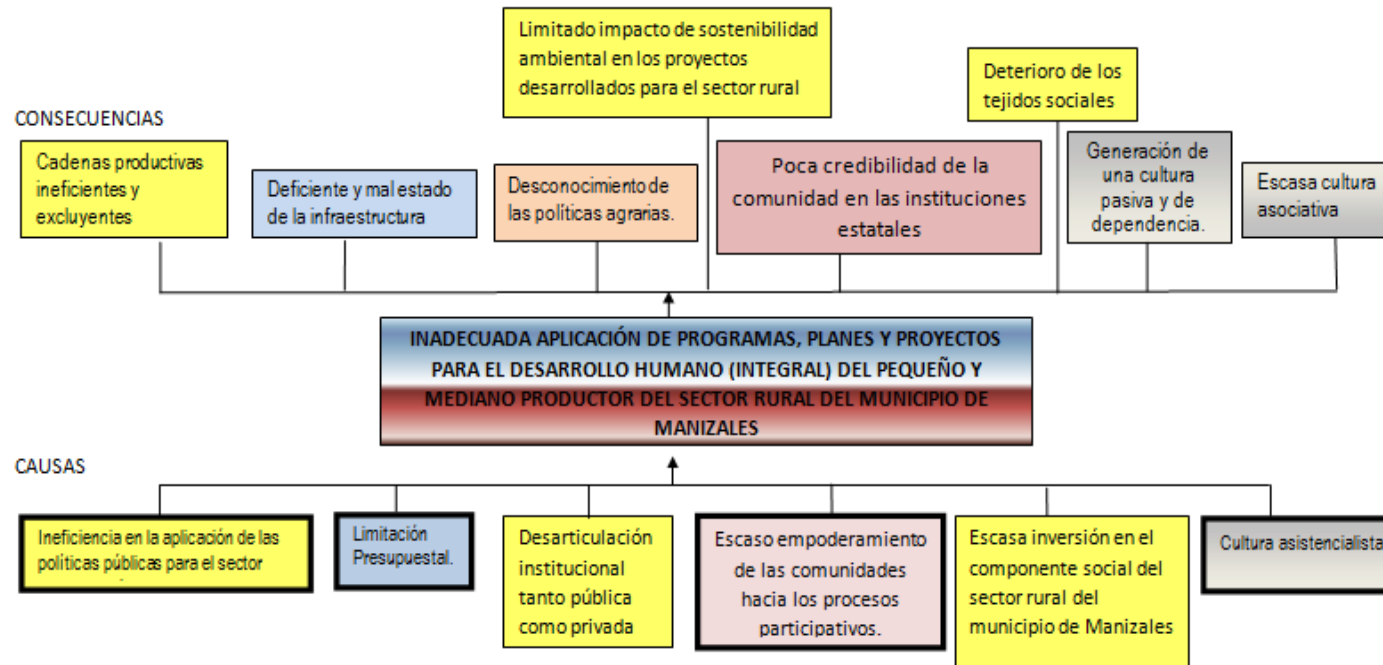 Limitado impacto de sostenibilidad
ambiental en los proyectos
desarrollados para el sector rural
Deterioro de los
tejidos sociales
CONSECUENCIAS
Cadenas productivas
ineficientes y
excluyentes
Deficiente y mal estado
de la infraestructura
Desconocimiento de
las políticas agrarias.
Poca credibilidad de la
comunidad en las instituciones
estatales
Generación de
una cultura
pasiva y de
dependencia.
Escasa cultura
asociativa
INADECUADA APLICACIÓN DE PROGRAMAS, PLANES Y PROYECTOS
PARA EL DESARROLLO HUMANO (INTEGRAL) DEL PEQUEÑO Y
MEDIANO PRODUCTOR DEL SECTOR RURAL DEL MUNICIPIO DE
MANIZALES
CAUSAS
Ineficiencia en la aplicación de las
políticas públicas para el sector
Limitación
Presupuestal.
Desarticulación
institucional
tanto pública
como privada
Escaso empoderamiento
de las comunidades
hacia los procesos
participativos.
Escasa inversión en el
componente social del
sector rural del
municipio de Manizales
Cultura asistencialista